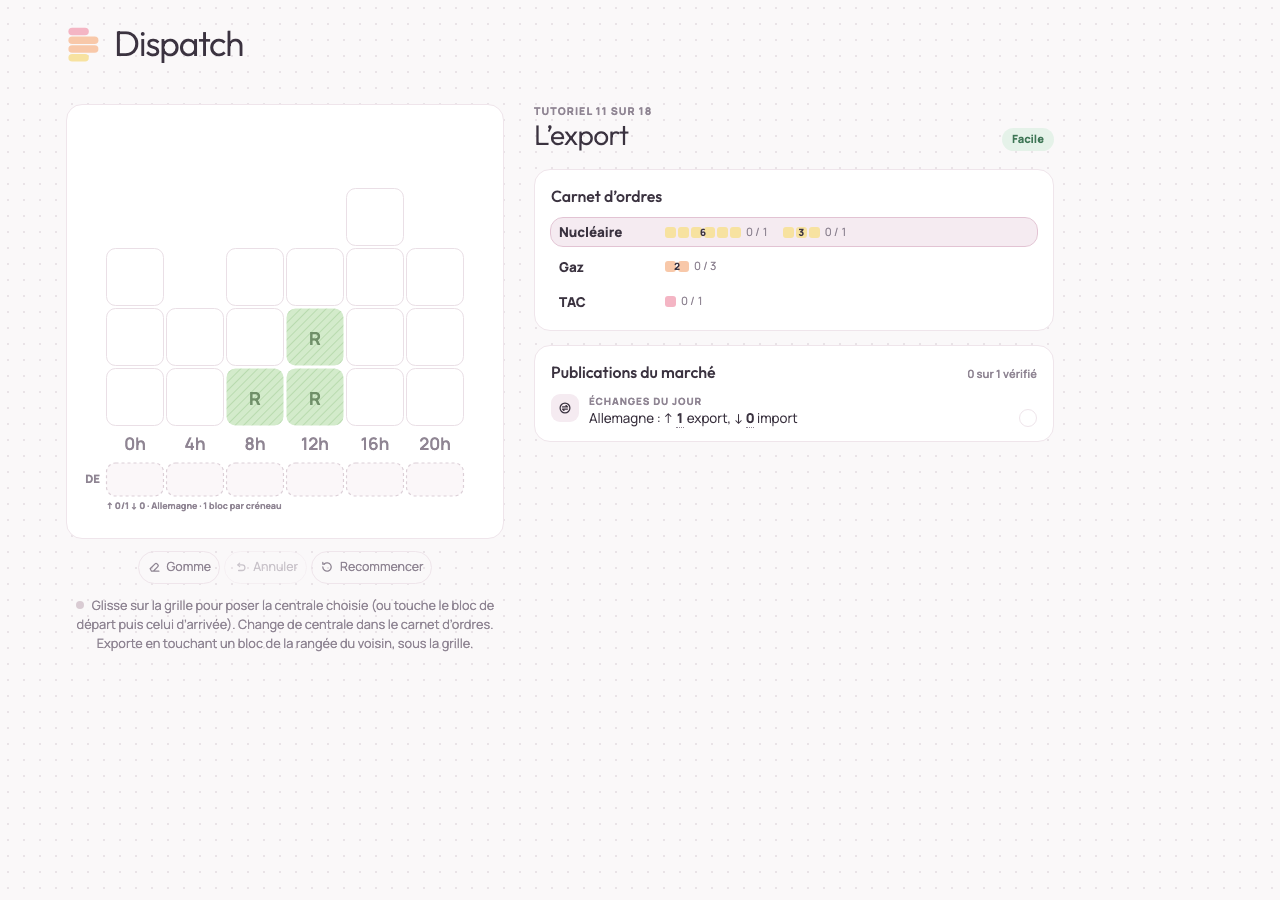 Dispatch
TUTORIEL 11 SUR 18
L’export
Facile
Carnet d’ordres
Nucléaire 6 0 / 1 3 0 / 1
Gaz 2 0 / 3
TAC 0 / 1
Publications du marché
0 sur 1 vérifié
ÉCHANGES DU JOUR
Allemagne : ↑ 1 export, ↓ 0 import
R
R R
0h 4h 8h 12h 16h 20h
DE
↑ 0/1 ↓ 0 · Allemagne · 1 bloc par créneau
Gomme Annuler Recommencer
Glisse sur la grille pour poser la centrale choisie (ou touche le bloc de
départ puis celui d’arrivée). Change de centrale dans le carnet d’ordres.
Exporte en touchant un bloc de la rangée du voisin, sous la grille.